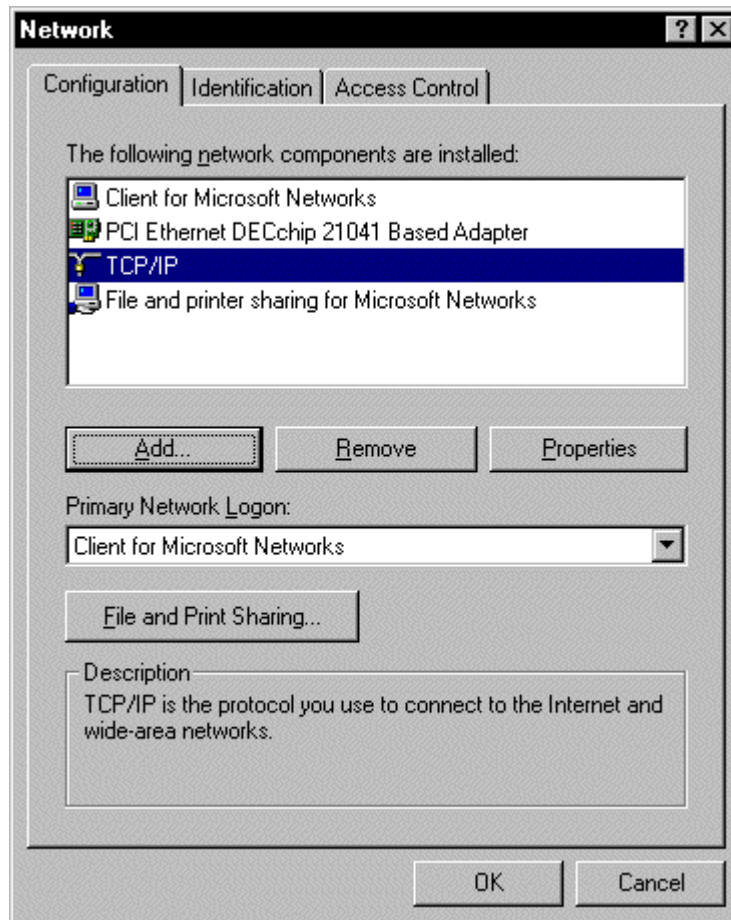 Network
Configuration
Identification
Access Control
The following network components are installed:
Client for Microsoft Networks
PCI Ethernet DECchip 21041 Based Adapter
TCP/IP
File and printer sharing for Microsoft Networks
Add...
Remove
Properties
Primary Network Logon:
Client for Microsoft Networks
File and Print Sharing...
Description
TCP/IP is the protocol you use to connect to the Internet and
wide-area networks.
OK
Cancel